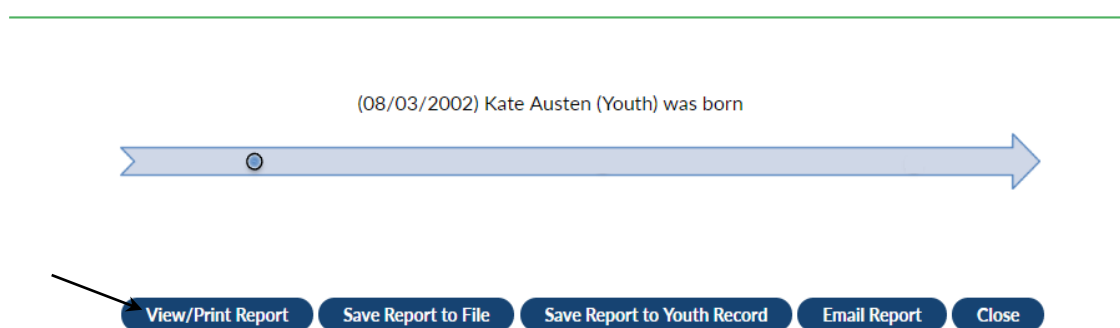 (08/03/2002) Kate Austen (Youth) was born
View/Print Report Save Report to File Save Report to Youth Record Email Report Close